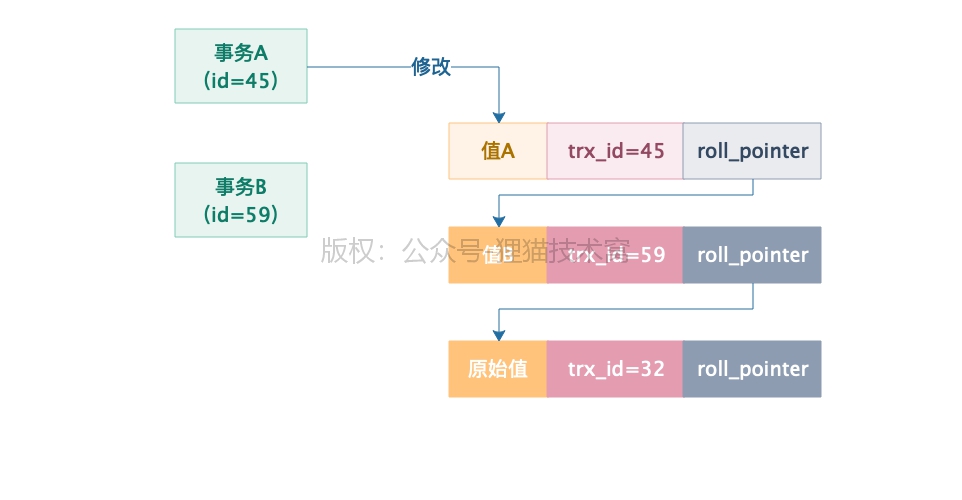 事务A
(id=45)
修改
值A
trx_id=45
roll_pointer
事务B
(id=59)
版权：公众号 狸猫技术窝
值B
trx_id=59
roll_pointer
原始值
trx_id=32
roll_pointer